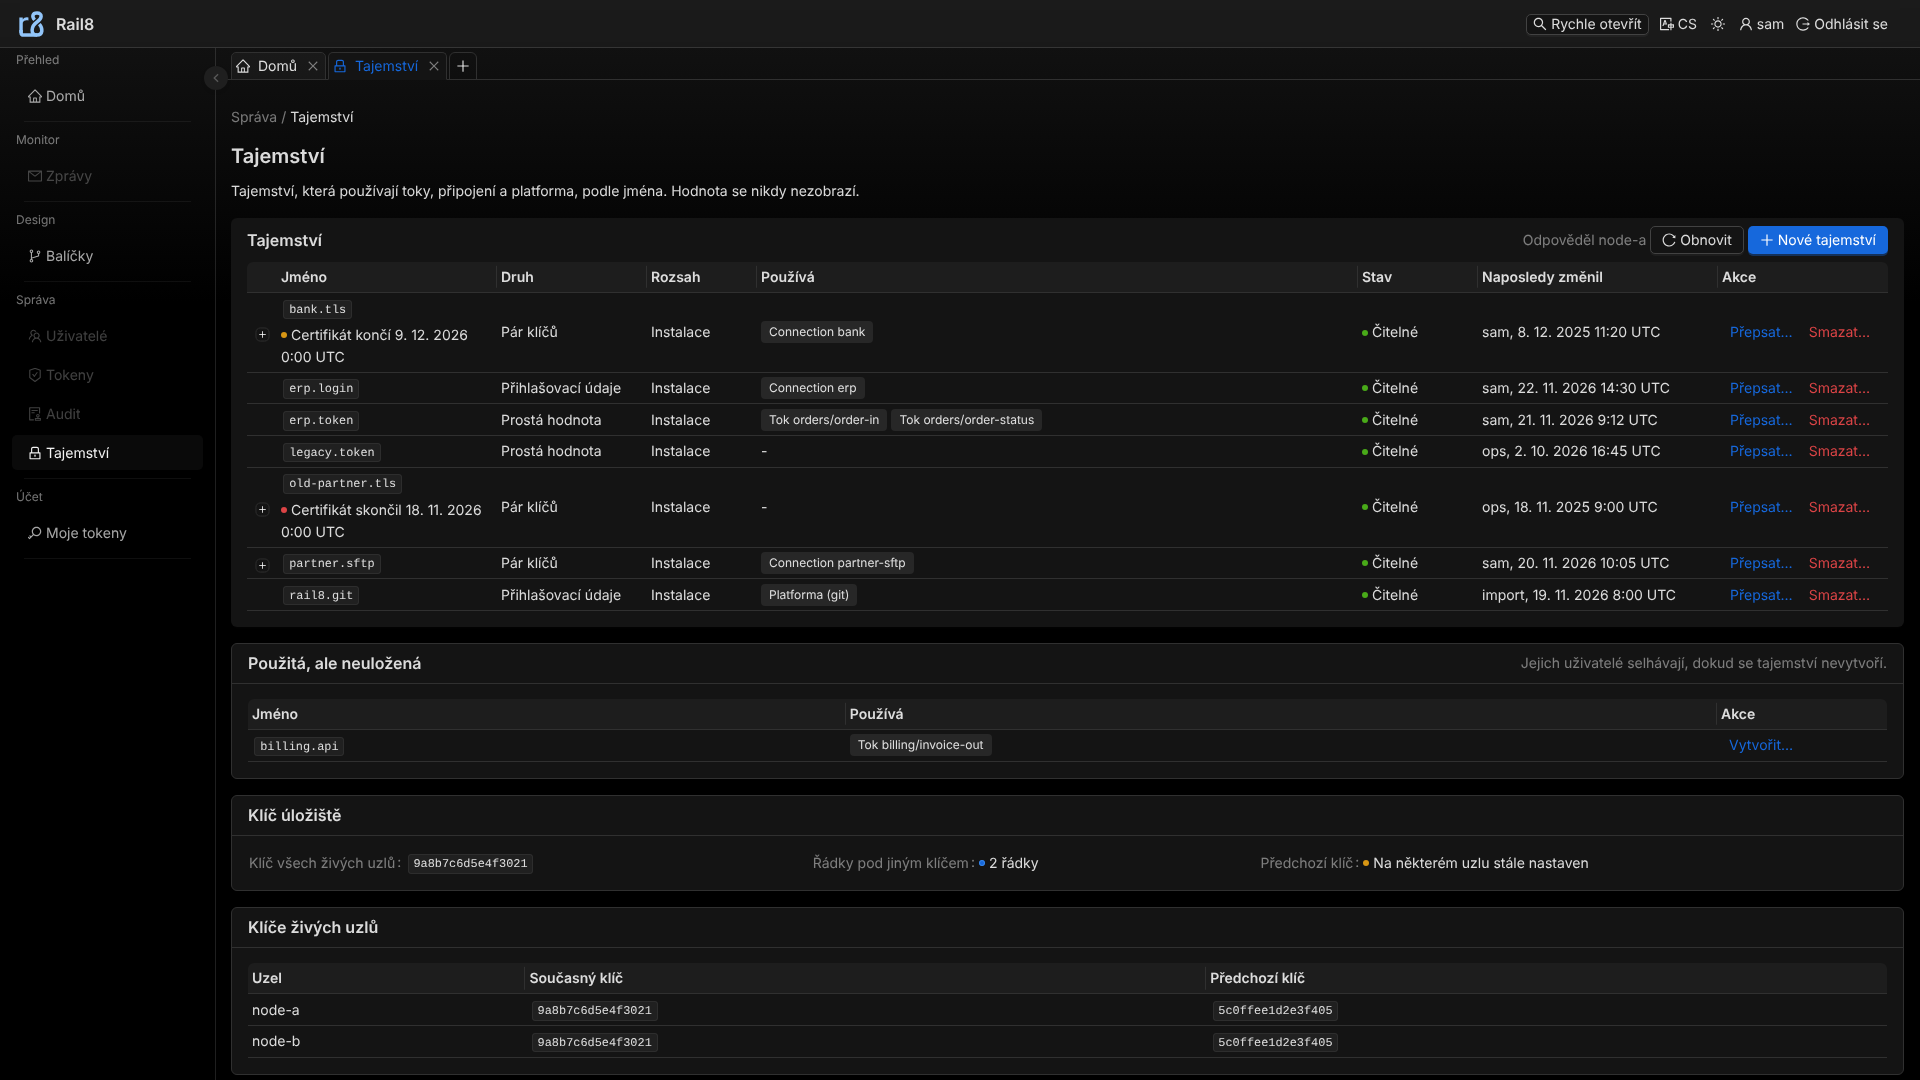 Rail8
Rychle otevřít
CS
sam
Odhlásit se
Přehled
Domů
Monitor
Zprávy
Design
Balíčky
Správa
Uživatelé
Tokeny
Audit
Tajemství
Účet
Moje tokeny
Domů
Tajemství
Správa / Tajemství
Tajemství
Tajemství, která používají toky, připojení a platforma, podle jména. Hodnota se nikdy nezobrazí.
Tajemství
Odpověděl node-a
Obnovit
Nové tajemství
Jméno Druh Rozsah Používá Stav Naposledy změnil Akce
bank.tls
Certifikát končí 9. 12. 2026 0:00 UTC
Pár klíčů Instalace Connection bank Čitelné sam, 8. 12. 2025 11:20 UTC Přepsat... Smazat...
erp.login Přihlašovací údaje Instalace Connection erp Čitelné sam, 22. 11. 2026 14:30 UTC Přepsat... Smazat...
erp.token Prostá hodnota Instalace Tok orders/order-in Tok orders/order-status Čitelné sam, 21. 11. 2026 9:12 UTC Přepsat... Smazat...
legacy.token Prostá hodnota Instalace - Čitelné ops, 2. 10. 2026 16:45 UTC Přepsat... Smazat...
old-partner.tls
Certifikát skončil 18. 11. 2026 0:00 UTC
Pár klíčů Instalace - Čitelné ops, 18. 11. 2025 9:00 UTC Přepsat... Smazat...
partner.sftp Pár klíčů Instalace Connection partner-sftp Čitelné sam, 20. 11. 2026 10:05 UTC Přepsat... Smazat...
rail8.git Přihlašovací údaje Instalace Platforma (git) Čitelné import, 19. 11. 2026 8:00 UTC Přepsat... Smazat...
Použitá, ale neuložená
Jejich uživatelé selhávají, dokud se tajemství nevytvoří.
Jméno Používá Akce
billing.api Tok billing/invoice-out Vytvořit...
Klíč úložiště
Klíč všech živých uzlů: 9a8b7c6d5e4f3021
Řádky pod jiným klíčem: 2 řádky
Předchozí klíč: Na některém uzlu stále nastaven
Klíče živých uzlů
Uzel Současný klíč Předchozí klíč
node-a 9a8b7c6d5e4f3021 5c0ffee1d2e3f405
node-b 9a8b7c6d5e4f3021 5c0ffee1d2e3f405